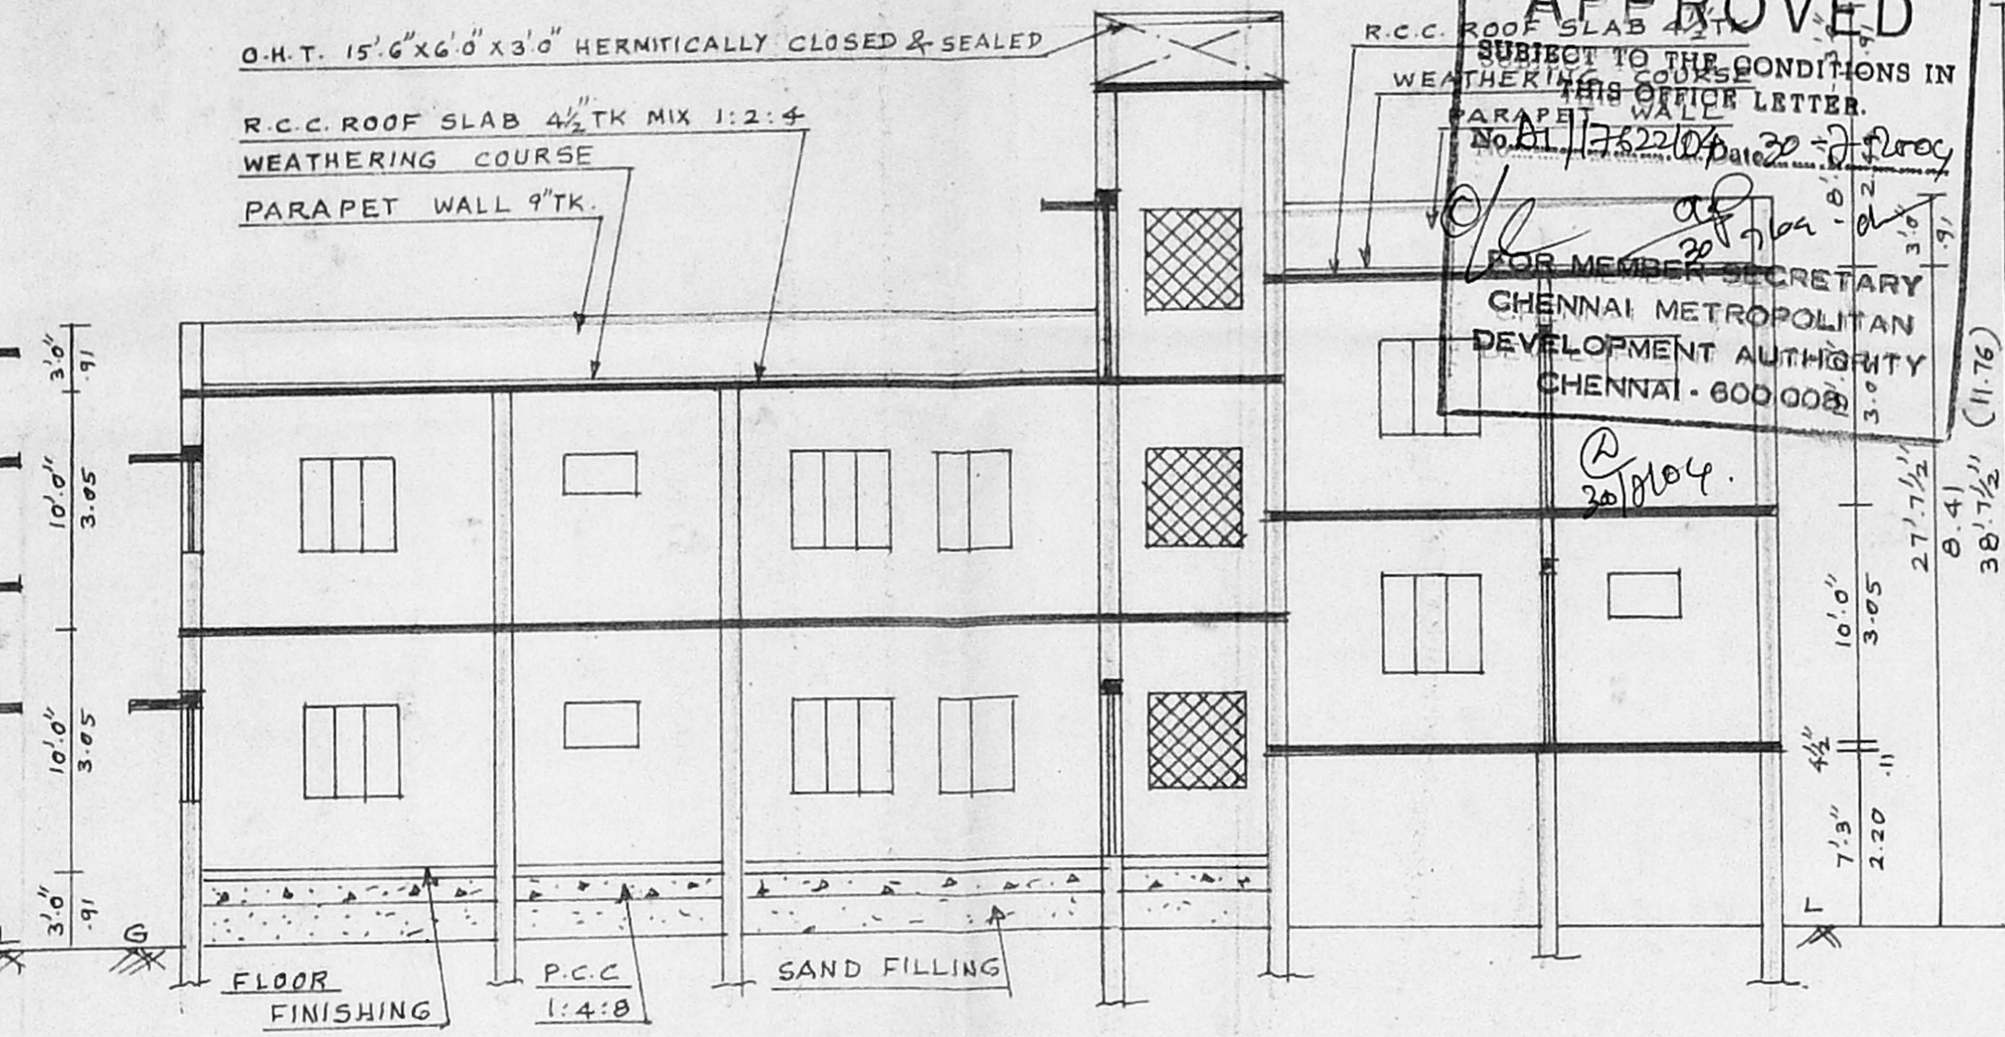 O.H.T. 15'.6"X6'.0"X3'.0" HERMITICALLY CLOSED & SEALED
R.C.C. ROOF SLAB 4½" TK MIX 1:2:4
WEATHERING COURSE
PARAPET WALL 9"TK.
R.C.C. ROOF SLAB 4½"TK
WEATHERING COURSE
PARAPET WALL
APPROVED
SUBJECT TO THE CONDITIONS IN
THIS OFFICE LETTER.
No. Date
FOR MEMBER SECRETARY
CHENNAI METROPOLITAN
DEVELOPMENT AUTHORITY
CHENNAI - 600 008
3'.0"
.91
10'.0"
3.05
10'.0"
3.05
3'.0"
.91
3'.0"
.91
10'.0"
3.05
4½"
.11
7'.3"
2.20
27'.7½"
8.41
38'.7½" (11.76)
G
L
FLOOR
FINISHING
P.C.C
1:4:8
SAND FILLING